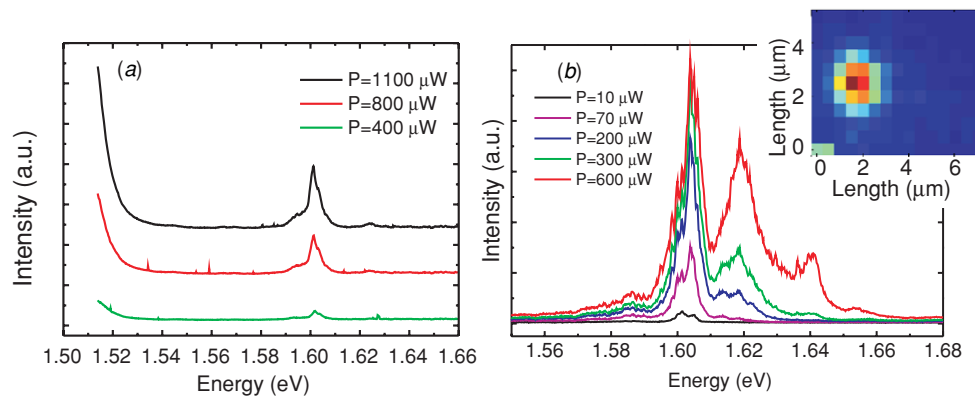 (a)
P=1100 µW
P=800 µW
P=400 µW
Intensity (a.u.)
1.50 1.52 1.54 1.56 1.58 1.60 1.62 1.64 1.66
Energy (eV)
(b)
P=10 µW
P=70 µW
P=200 µW
P=300 µW
P=600 µW
Intensity (a.u.)
1.56 1.58 1.60 1.62 1.64 1.66 1.68
Energy (eV)
Length (µm)
4
2
0
0 2 4 6
Length (µm)